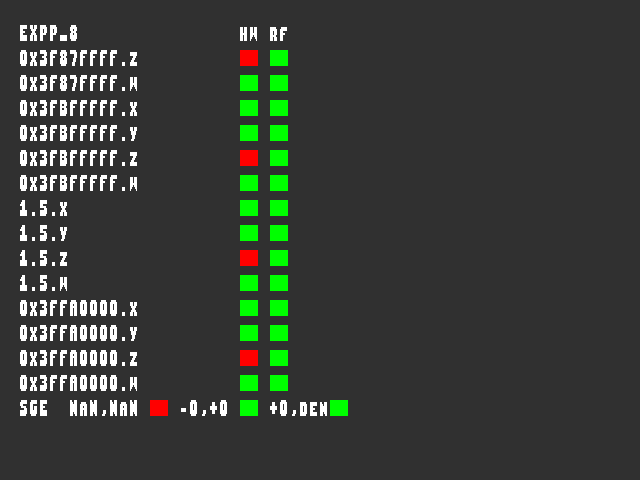 EXPP_8 HW RF
0x3f87ffff.z
0x3f87ffff.w
0x3fBfffff.x
0x3fBfffff.y
0x3fBfffff.z
0x3fBfffff.w
1.5.x
1.5.y
1.5.z
1.5.w
0x3ffA0000.x
0x3ffA0000.y
0x3ffA0000.z
0x3ffA0000.w
SGE NaN,NaN -0,+0 +0,DEN